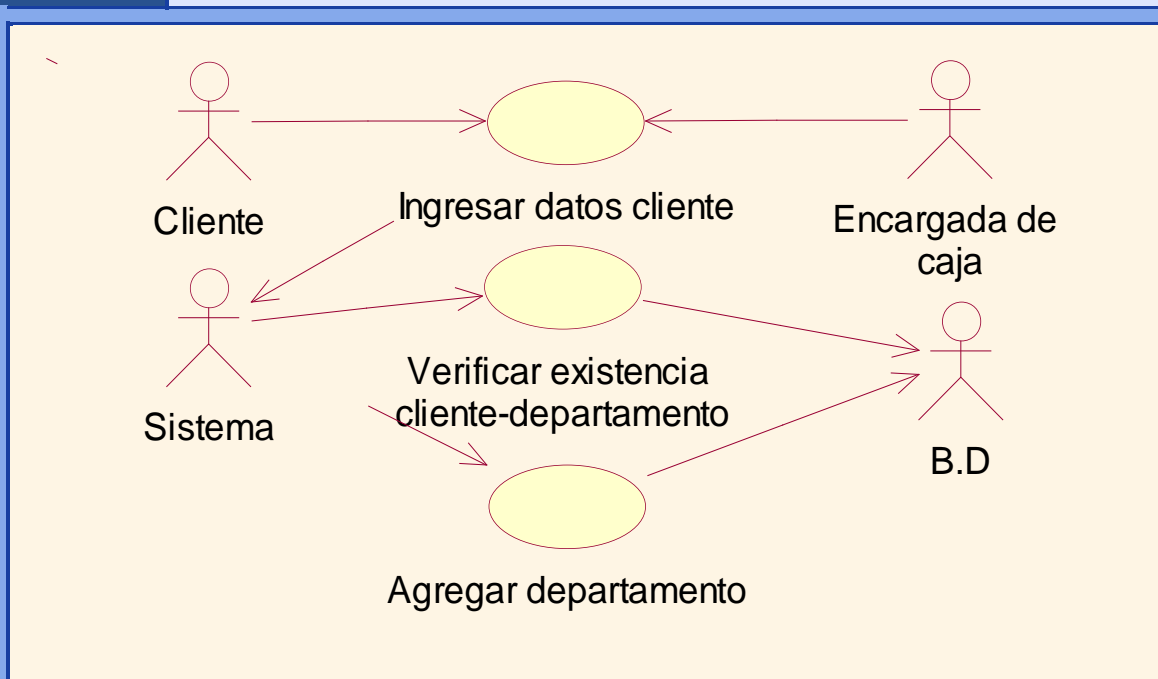 Ingresar datos cliente
Cliente
Encargada de
caja
Verificar existencia
cliente-departamento
Sistema
B.D
Agregar departamento